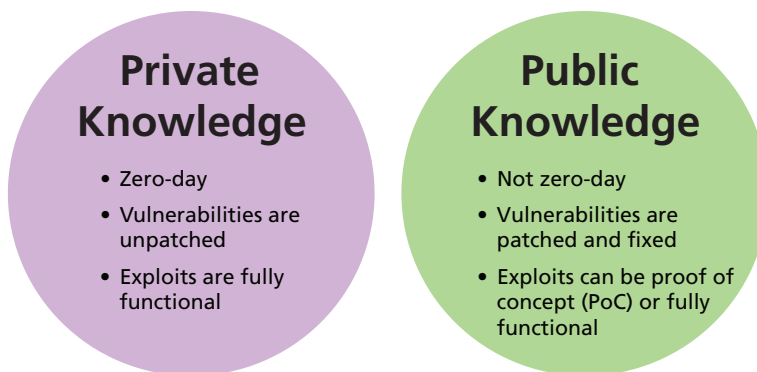 Private
Knowledge
• Zero-day
• Vulnerabilities are
unpatched
• Exploits are fully
functional
Public
Knowledge
• Not zero-day
• Vulnerabilities are
patched and fixed
• Exploits can be proof of
concept (PoC) or fully
functional